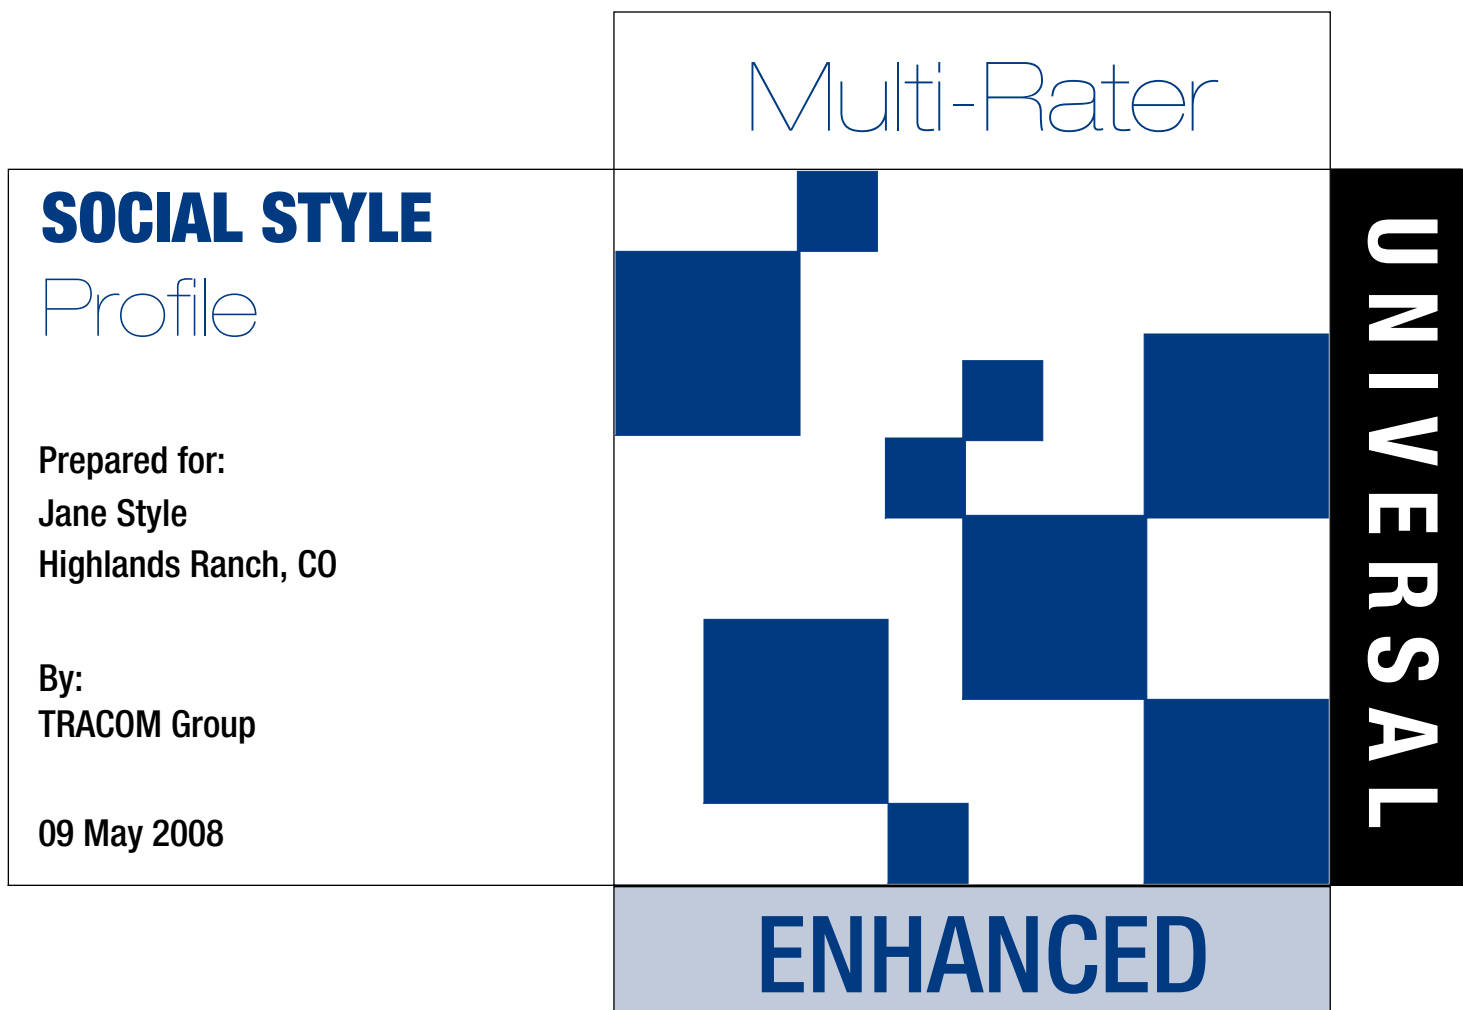 Multi-Rater
SOCIAL STYLE
Profile
Prepared for:
Jane Style
Highlands Ranch, CO
By:
TRACOM Group
09 May 2008
UNIVERSAL
ENHANCED